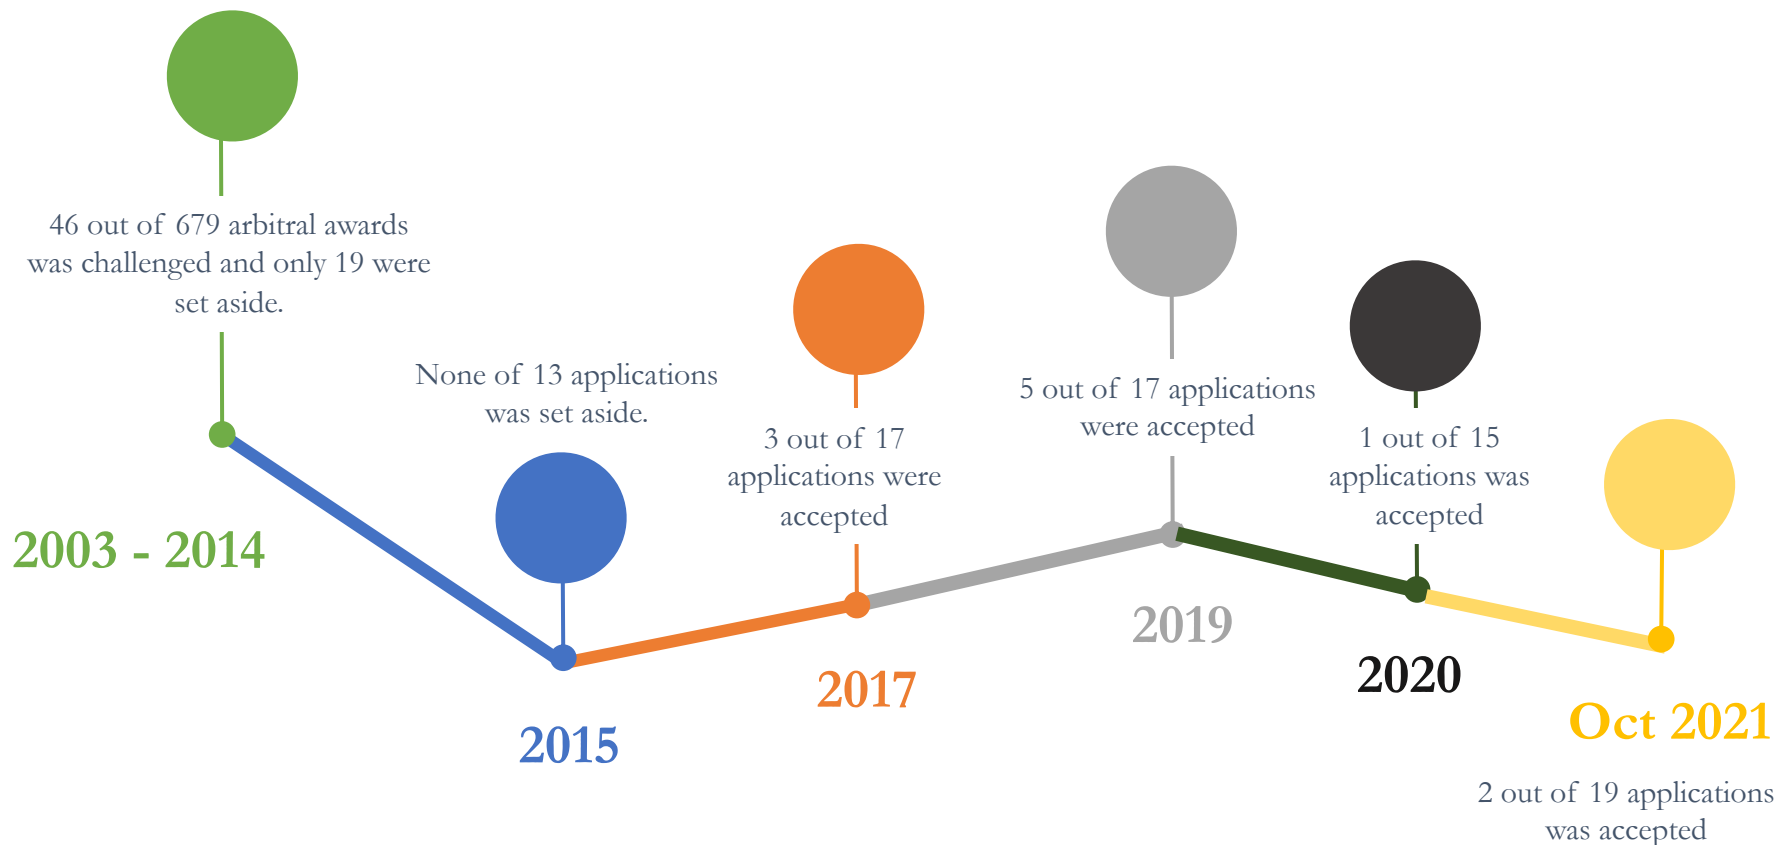 46 out of 679 arbitral awards
was challenged and only 19 were
set aside.
2003 - 2014
None of 13 applications
was set aside.
2015
3 out of 17
applications were
accepted
2017
5 out of 17 applications
were accepted
2019
1 out of 15
applications was
accepted
2020
Oct 2021
2 out of 19 applications
was accepted